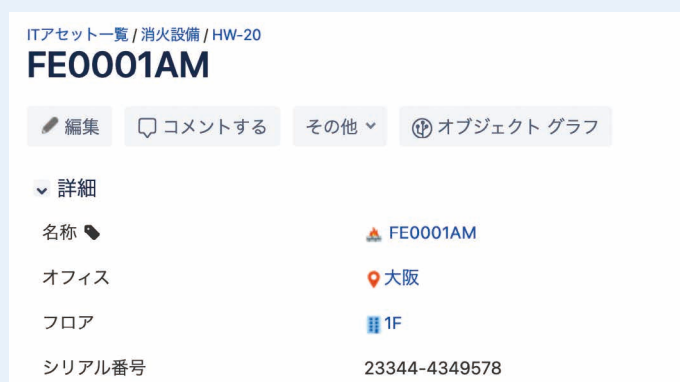 ITアセット一覧 / 消火設備 / HW-20
FE0001AM
編集 コメントする その他 オブジェクト グラフ
詳細
名称 FE0001AM
オフィス 大阪
フロア 1F
シリアル番号 23344-4349578